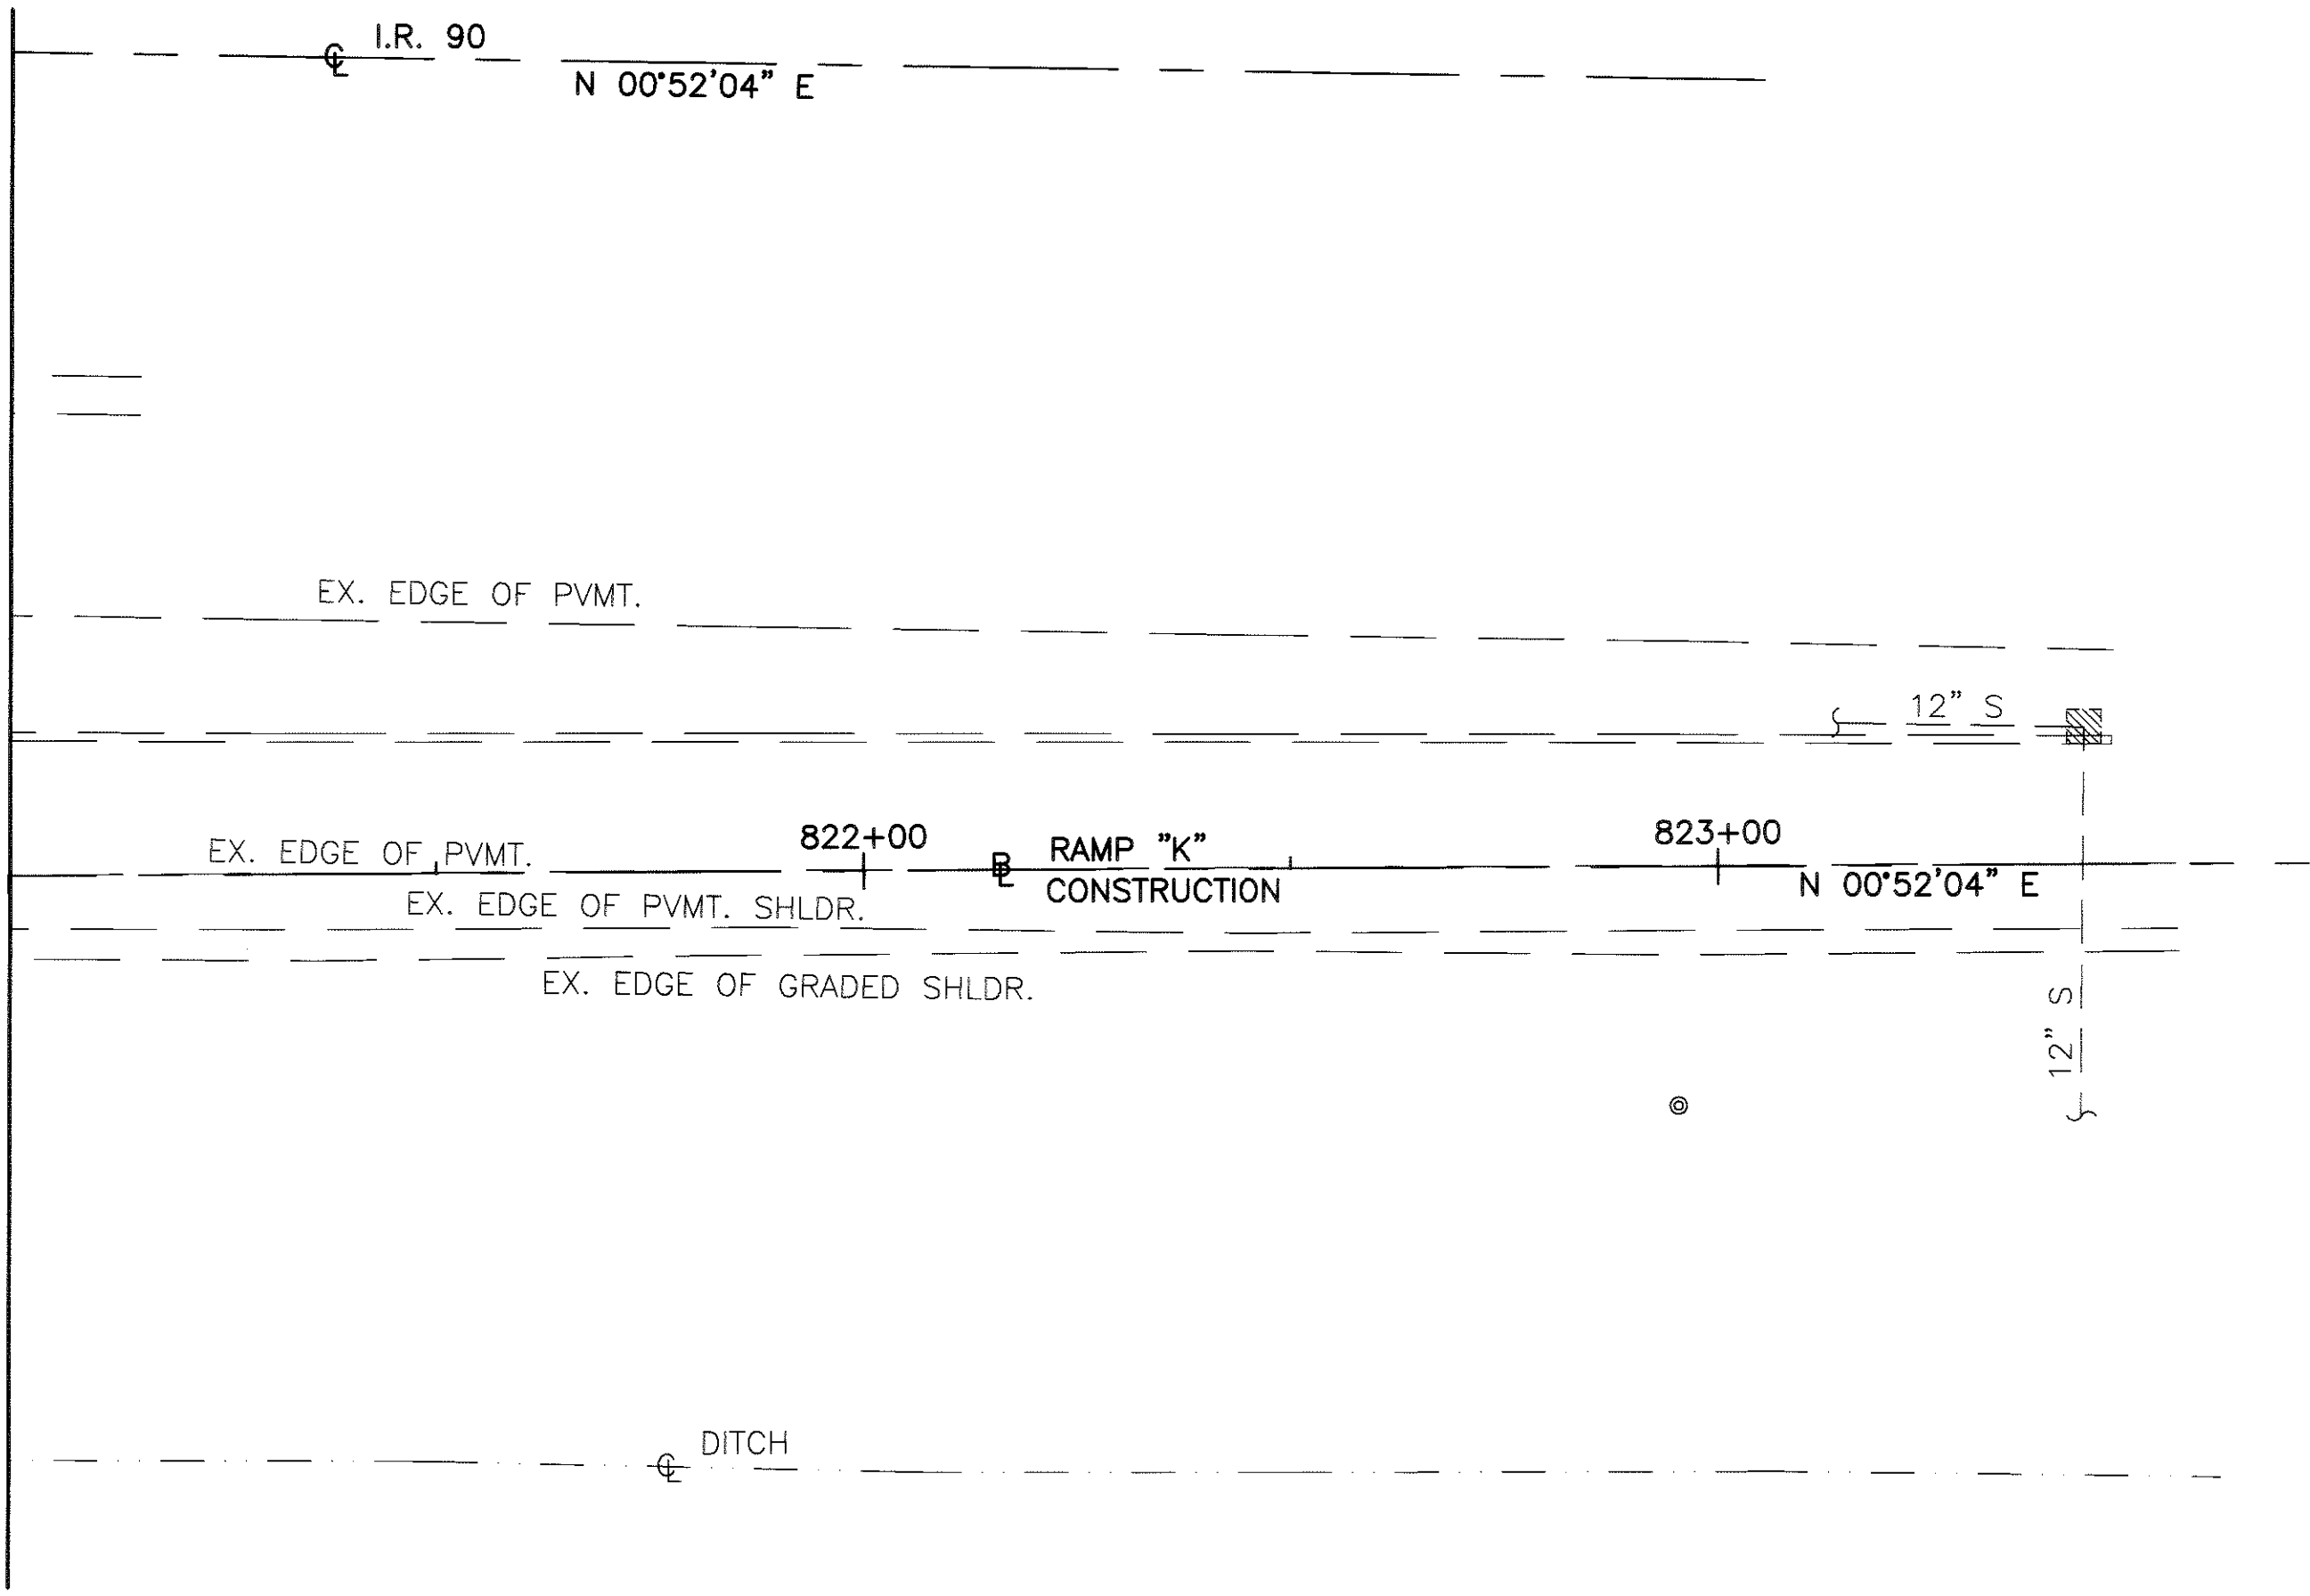 ℄ I.R. 90
N 00°52'04" E
EX. EDGE OF PVMT.
12" S
822+00
823+00
EX. EDGE OF PVMT.
BL RAMP "K"
CONSTRUCTION
N 00°52'04" E
EX. EDGE OF PVMT. SHLDR.
EX. EDGE OF GRADED SHLDR.
12" S
℄ DITCH